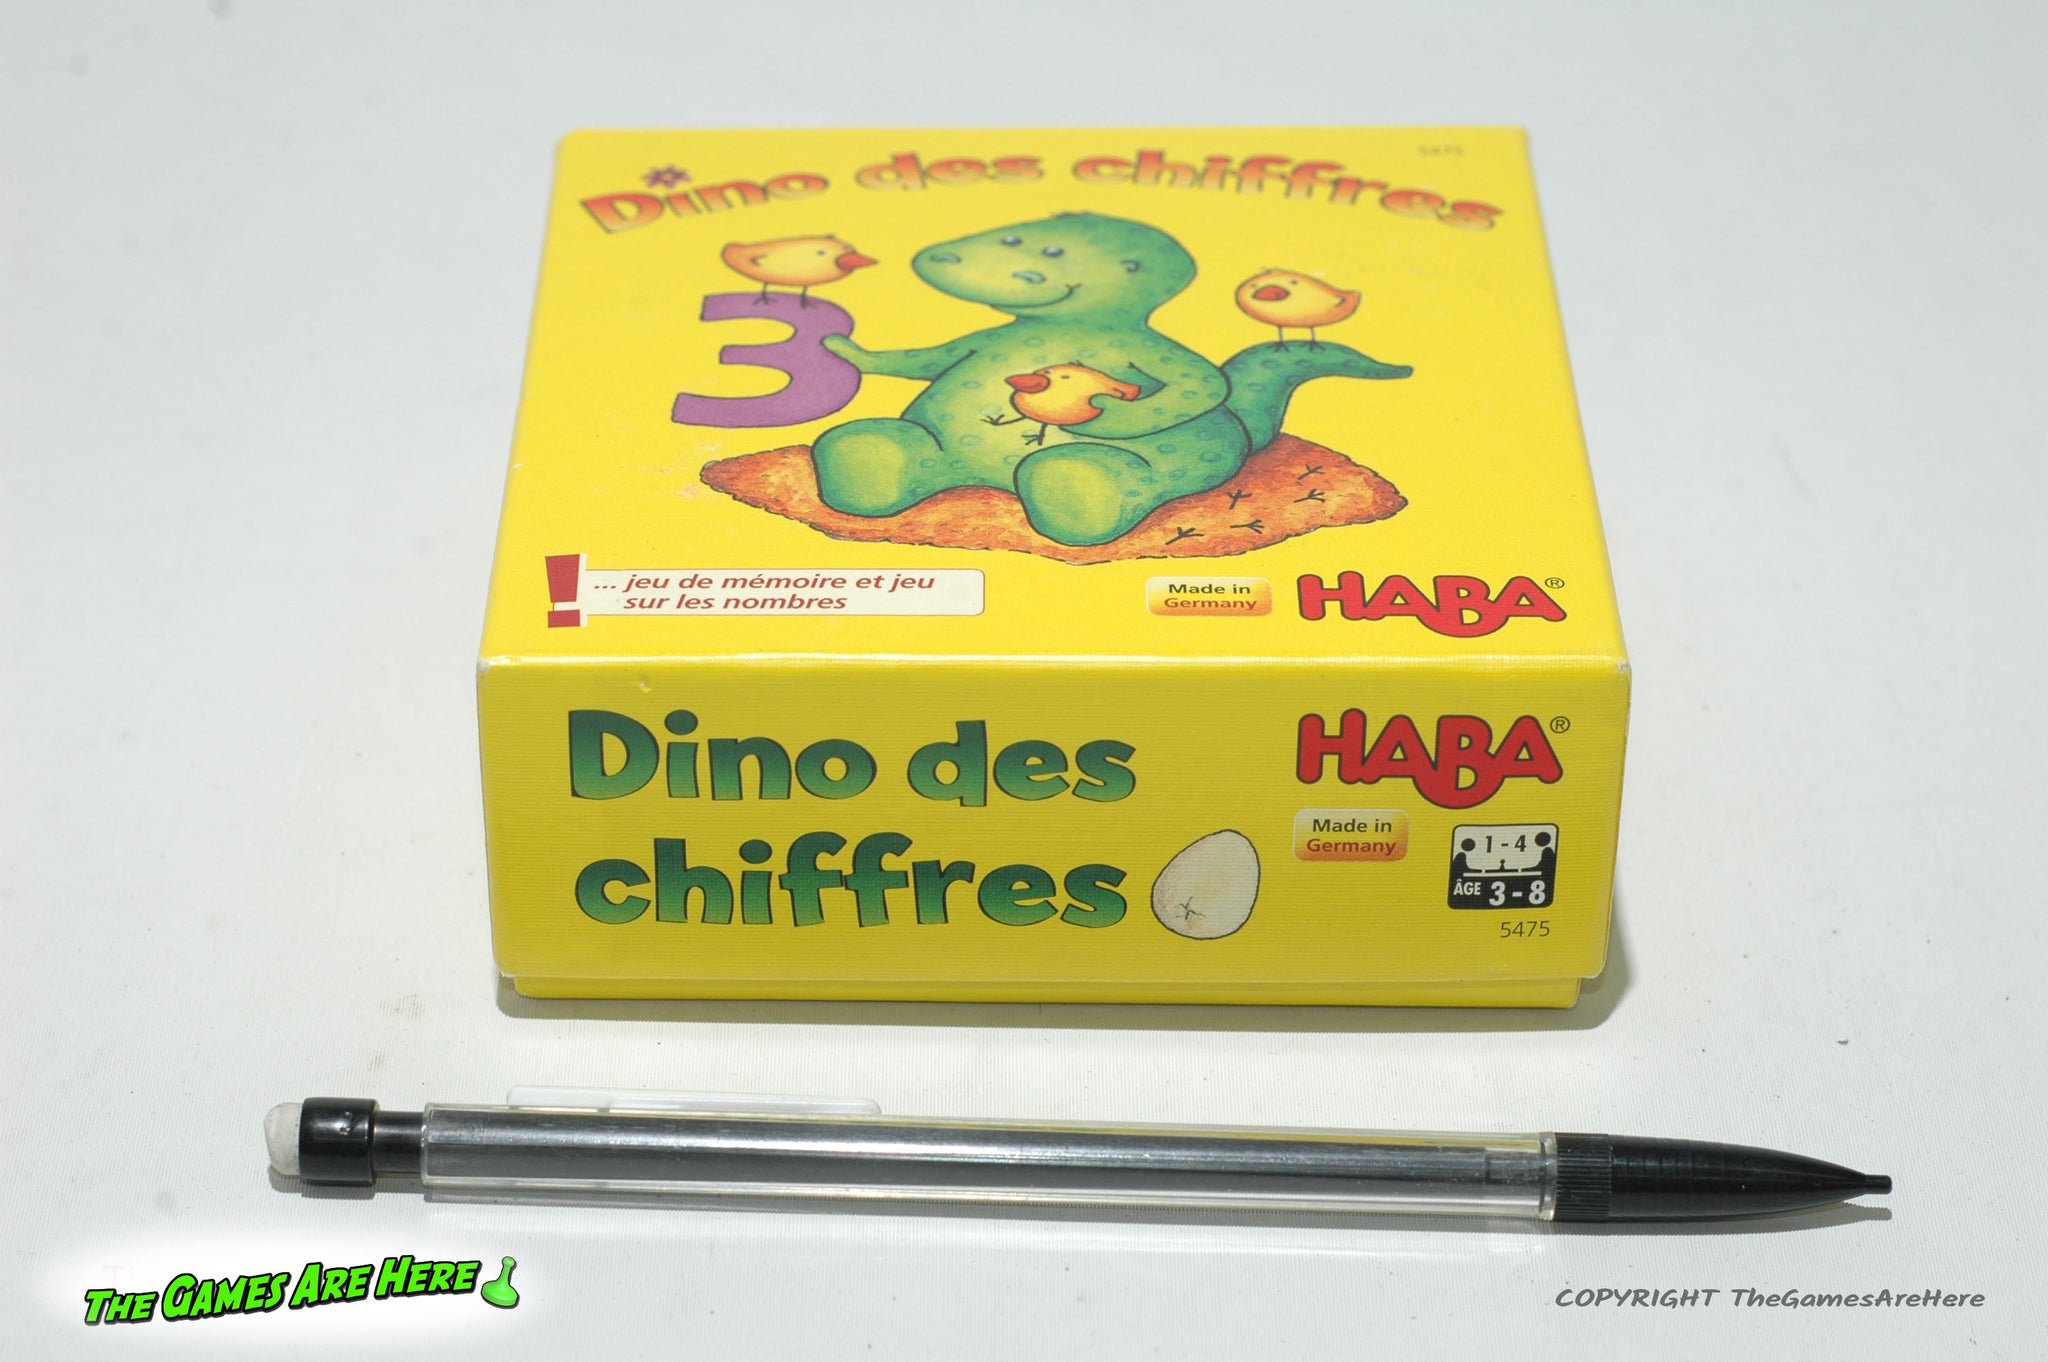 5475
Dino des chiffres
3
... jeu de mémoire et jeu
sur les nombres
Made in
Germany
HABA®
Dino des
chiffres
HABA®
Made in
Germany
1 - 4
ÂGE 3 - 8
5475
THE GAMES ARE HERE
COPYRIGHT TheGamesAreHere